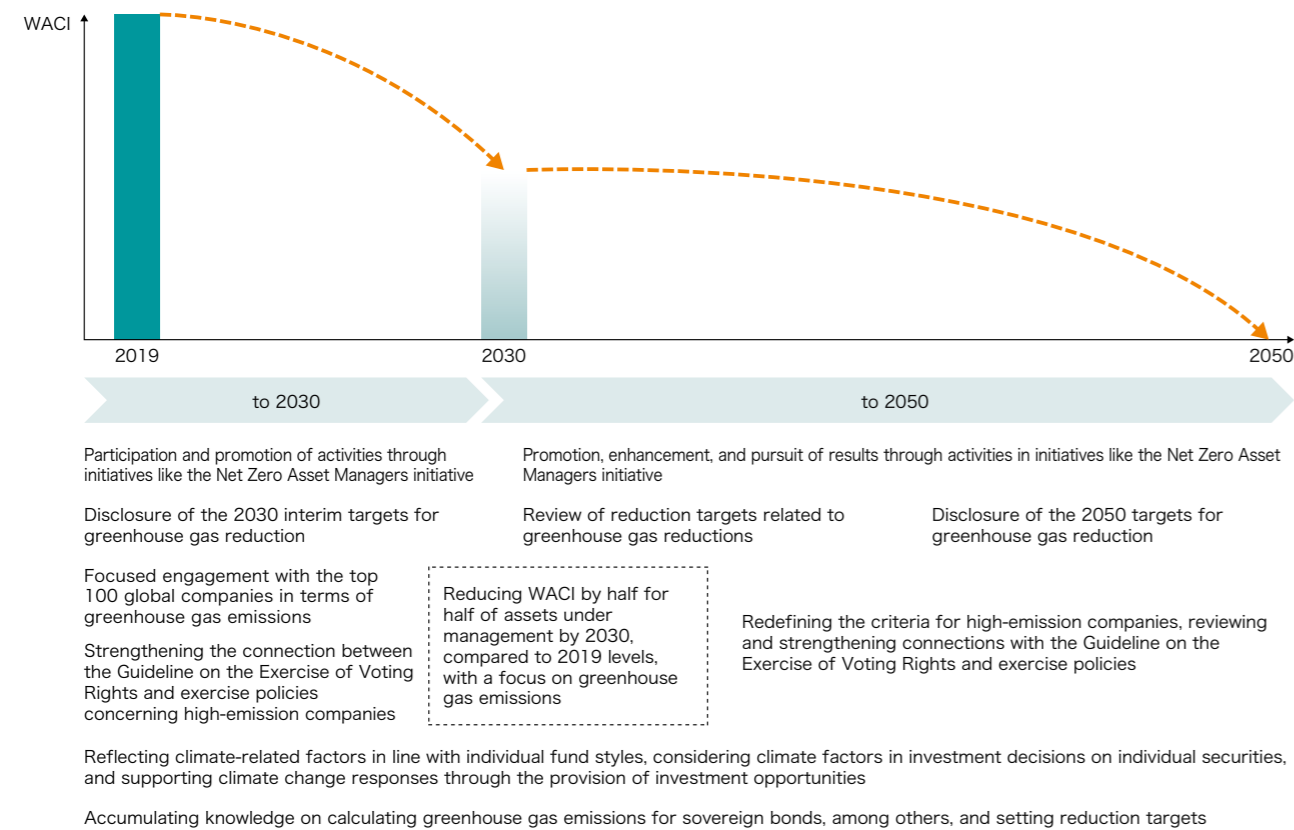 WACI
2019
2030
2050
to 2030
to 2050
Participation and promotion of activities through
initiatives like the Net Zero Asset Managers initiative
Promotion, enhancement, and pursuit of results through activities in initiatives like the Net Zero Asset
Managers initiative
Disclosure of the 2030 interim targets for
greenhouse gas reduction
Review of reduction targets related to
greenhouse gas reductions
Disclosure of the 2050 targets for
greenhouse gas reduction
Focused engagement with the top
100 global companies in terms of
greenhouse gas emissions
Strengthening the connection between
the Guideline on the Exercise of Voting
Rights and exercise policies
concerning high-emission companies
Reducing WACI by half for
half of assets under
management by 2030,
compared to 2019 levels,
with a focus on greenhouse
gas emissions
Redefining the criteria for high-emission companies, reviewing
and strengthening connections with the Guideline on the
Exercise of Voting Rights and exercise policies
Reflecting climate-related factors in line with individual fund styles, considering climate factors in investment decisions on individual securities,
and supporting climate change responses through the provision of investment opportunities
Accumulating knowledge on calculating greenhouse gas emissions for sovereign bonds, among others, and setting reduction targets